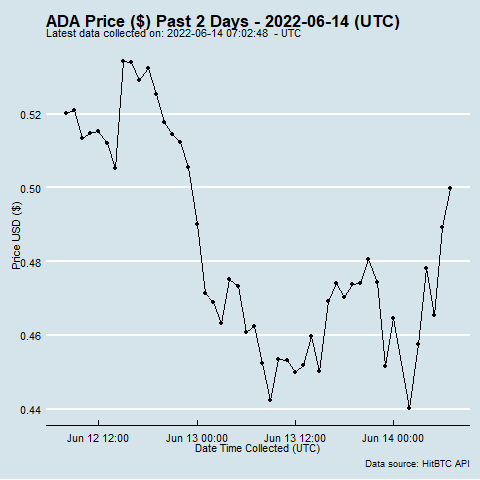 ADA Price ($) Past 2 Days - 2022-06-14 (UTC)
Latest data collected on: 2022-06-14 07:02:48 - UTC
0.52
0.50
0.48
0.46
0.44
Price USD ($)
Jun 12 12:00 Jun 13 00:00 Jun 13 12:00 Jun 14 00:00
Date Time Collected (UTC)
Data source: HitBTC API